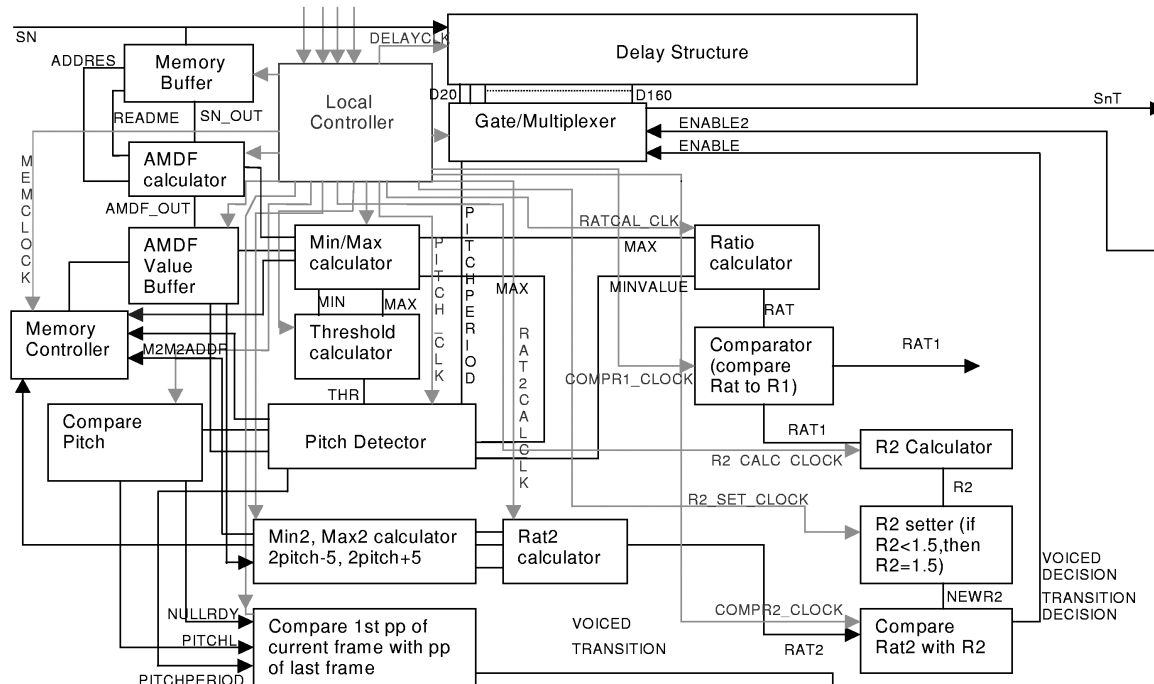 SN
DELAYCLK
Delay Structure
ADDRES
Memory
Buffer
Local
Controller
D20
D160
SnT
README
SN_OUT
Gate/Multiplexer
ENABLE2
ENABLE
MEMCLOCK
AMDF
calculator
AMDF_OUT
PITCHPERIOD
RATCAL_CLK
AMDF
Value
Buffer
Min/Max
calculator
PITCH_CLK
MAX
Ratio
calculator
MAX
MINVALUE
MIN
MAX
RAT
Memory
Controller
M2M2ADDF
Threshold
calculator
RAT2CALCLK
Comparator
(compare
Rat to R1)
RAT1
COMPR1_CLOCK
THR
Compare
Pitch
Pitch Detector
RAT1
R2 Calculator
R2 CALC CLOCK
R2
R2_SET_CLOCK
Min2, Max2 calculator
2pitch-5, 2pitch+5
Rat2
calculator
R2 setter (if
R2<1.5,then
R2=1.5)
VOICED
DECISION
NEWR2
TRANSITION
DECISION
NULLRDY
PITCHL
PITCHPERIOD
Compare 1st pp of
current frame with pp
of last frame
VOICED
TRANSITION
COMPR2_CLOCK
RAT2
Compare
Rat2 with R2